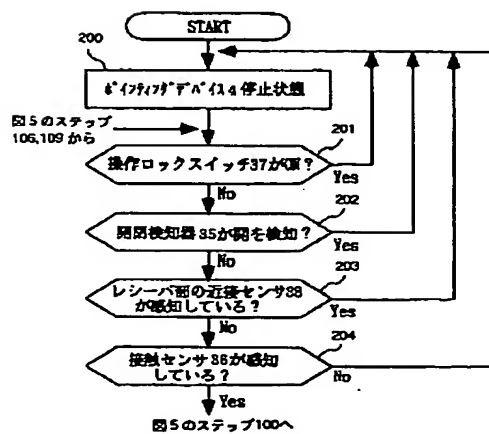 START
200
ポインティングデバイス4 停止状態
図5のステップ
106,109 から
201
操作ロックスイッチ37がON?
Yes
No
202
開閉検知器35が閉を検知?
Yes
No
203
レシーバ部の近接センサ38
が感知している?
Yes
No
204
接触センサ36が感知
している?
No
Yes
図5のステップ100へ